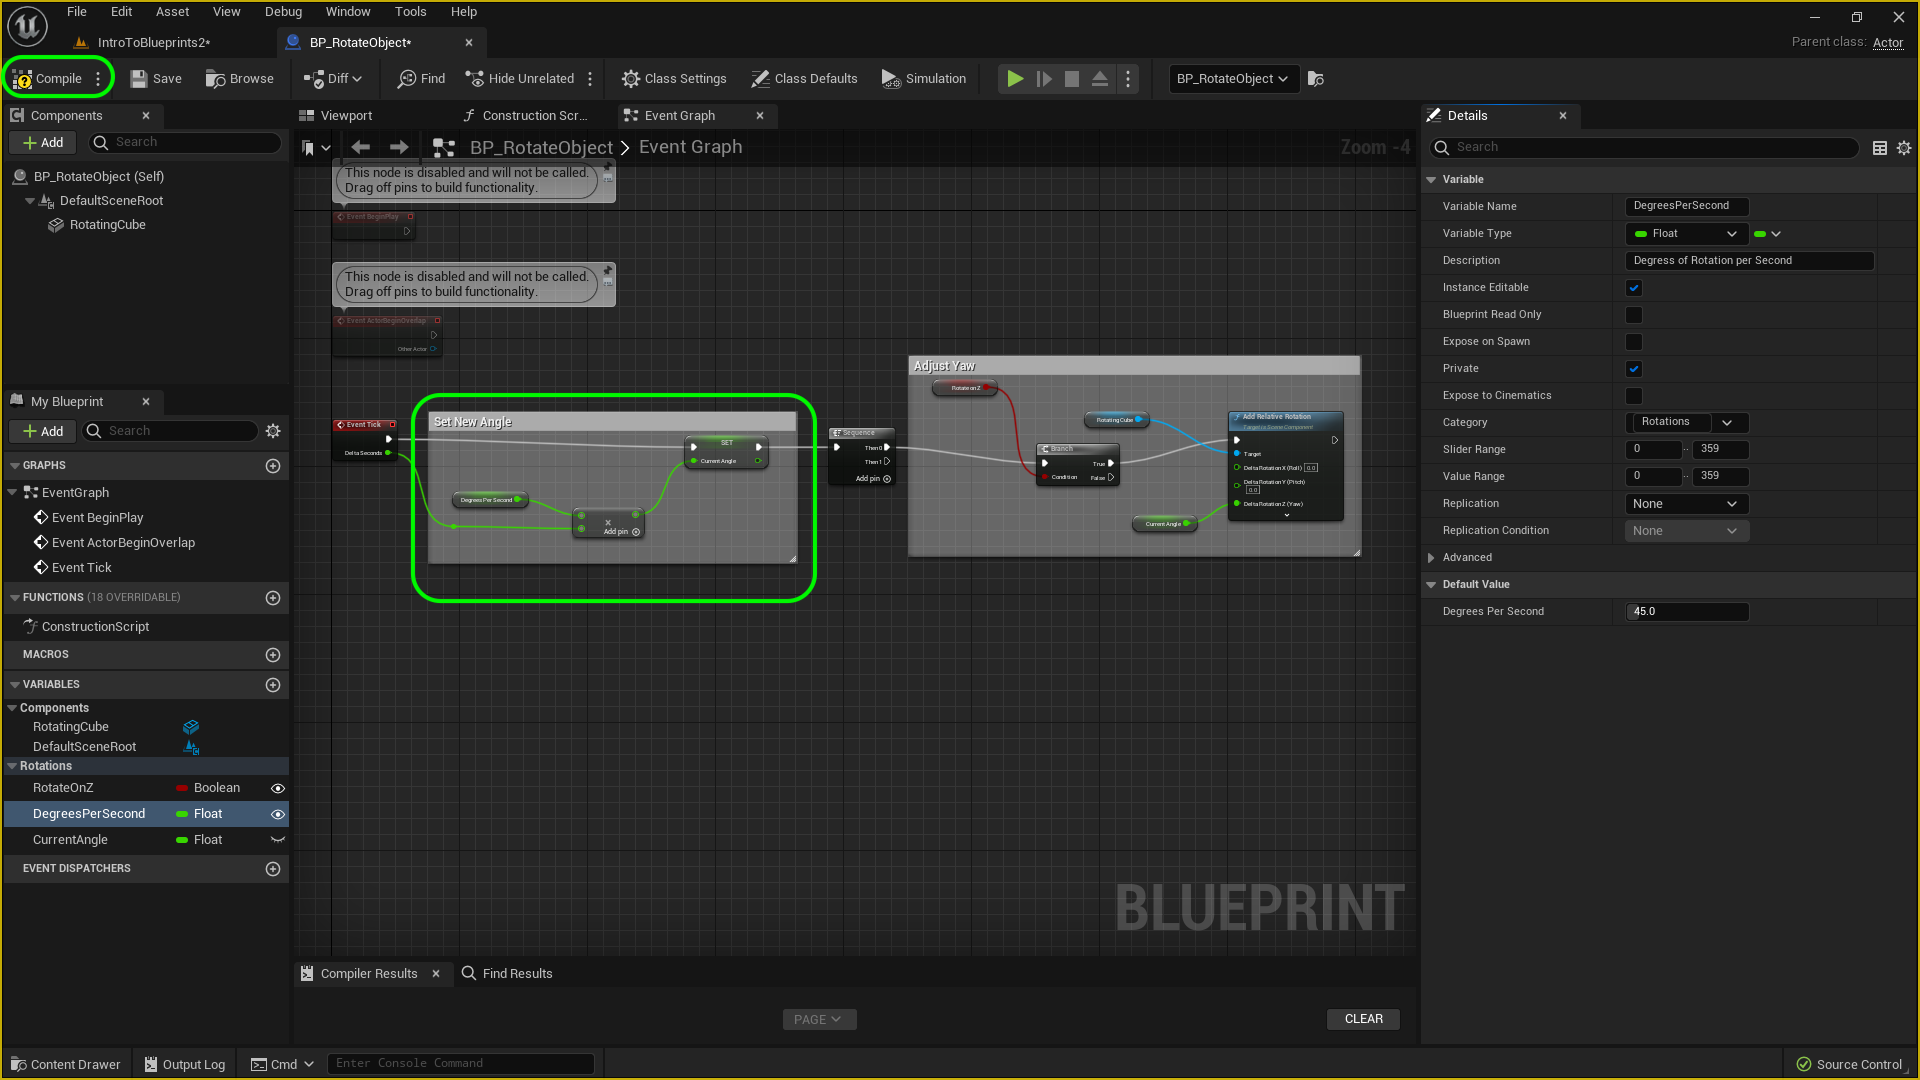 File Edit Asset View Debug Window Tools Help
IntroToBlueprints2*
BP_RotateObject*
Parent class: Actor
Compile
Save
Browse
Diff
Find
Hide Unrelated
Class Settings
Class Defaults
Simulation
BP_RotateObject
Components
Add
Search
BP_RotateObject (Self)
DefaultSceneRoot
RotatingCube
My Blueprint
Add
Search
GRAPHS
EventGraph
Event BeginPlay
Event ActorBeginOverlap
Event Tick
FUNCTIONS (18 OVERRIDABLE)
ConstructionScript
MACROS
VARIABLES
Components
RotatingCube
DefaultSceneRoot
Rotations
RotateOnZ Boolean
DegreesPerSecond Float
CurrentAngle Float
EVENT DISPATCHERS
Viewport
Construction Scr...
Event Graph
BP_RotateObject > Event Graph
Zoom -4
This node is disabled and will not be called.
Drag off pins to build functionality.
Event BeginPlay
This node is disabled and will not be called.
Drag off pins to build functionality.
Event ActorBeginOverlap
Other Actor
Event Tick
Delta Seconds
Set New Angle
SET
Current Angle
Degrees Per Second
Add pin
Sequence
Then 0
Then 1
Add pin
Adjust Yaw
Rotate on Z
Rotating Cube
Branch
True
Condition
False
Current Angle
Add Relative Rotation
Target is Scene Component
Target
Delta Rotation X (Roll) 0.0
Delta Rotation Y (Pitch)
0.0
Delta Rotation Z (Yaw)
BLUEPRINT
Compiler Results
Find Results
PAGE
CLEAR
Details
Search
Variable
Variable Name DegreesPerSecond
Variable Type Float
Description Degress of Rotation per Second
Instance Editable
Blueprint Read Only
Expose on Spawn
Private
Expose to Cinematics
Category Rotations
Slider Range 0 .. 359
Value Range 0 .. 359
Replication None
Replication Condition None
Advanced
Default Value
Degrees Per Second 45.0
Content Drawer
Output Log
Cmd
Enter Console Command
Source Control